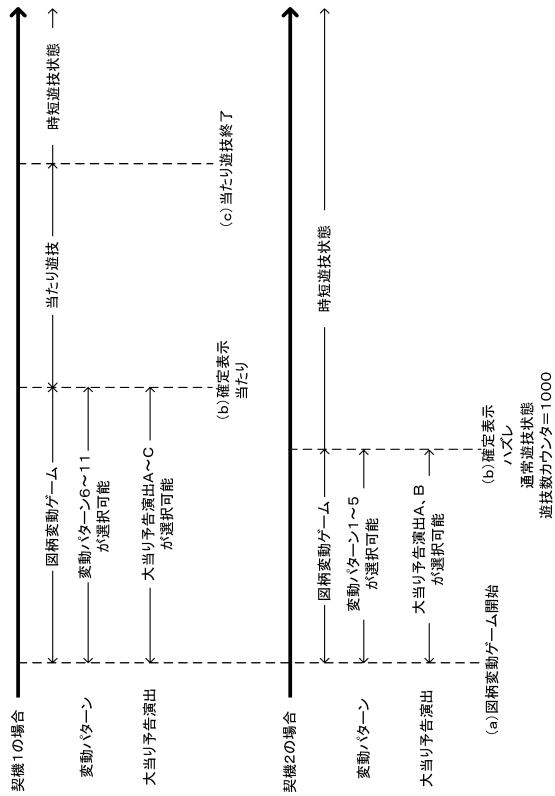 契機1の場合
図柄変動ゲーム
当たり遊技
時短遊技状態
変動パターン
変動パターン6～11
が選択可能
大当り予告演出
大当り予告演出A～C
が選択可能
(b)確定表示
当たり
(c)当たり遊技終了
契機2の場合
図柄変動ゲーム
時短遊技状態
変動パターン
変動パターン1～5
が選択可能
大当り予告演出
大当り予告演出A、B
が選択可能
(a)図柄変動ゲーム開始
(b)確定表示
ハズレ
通常遊技状態
遊技数カウンタ＝1000